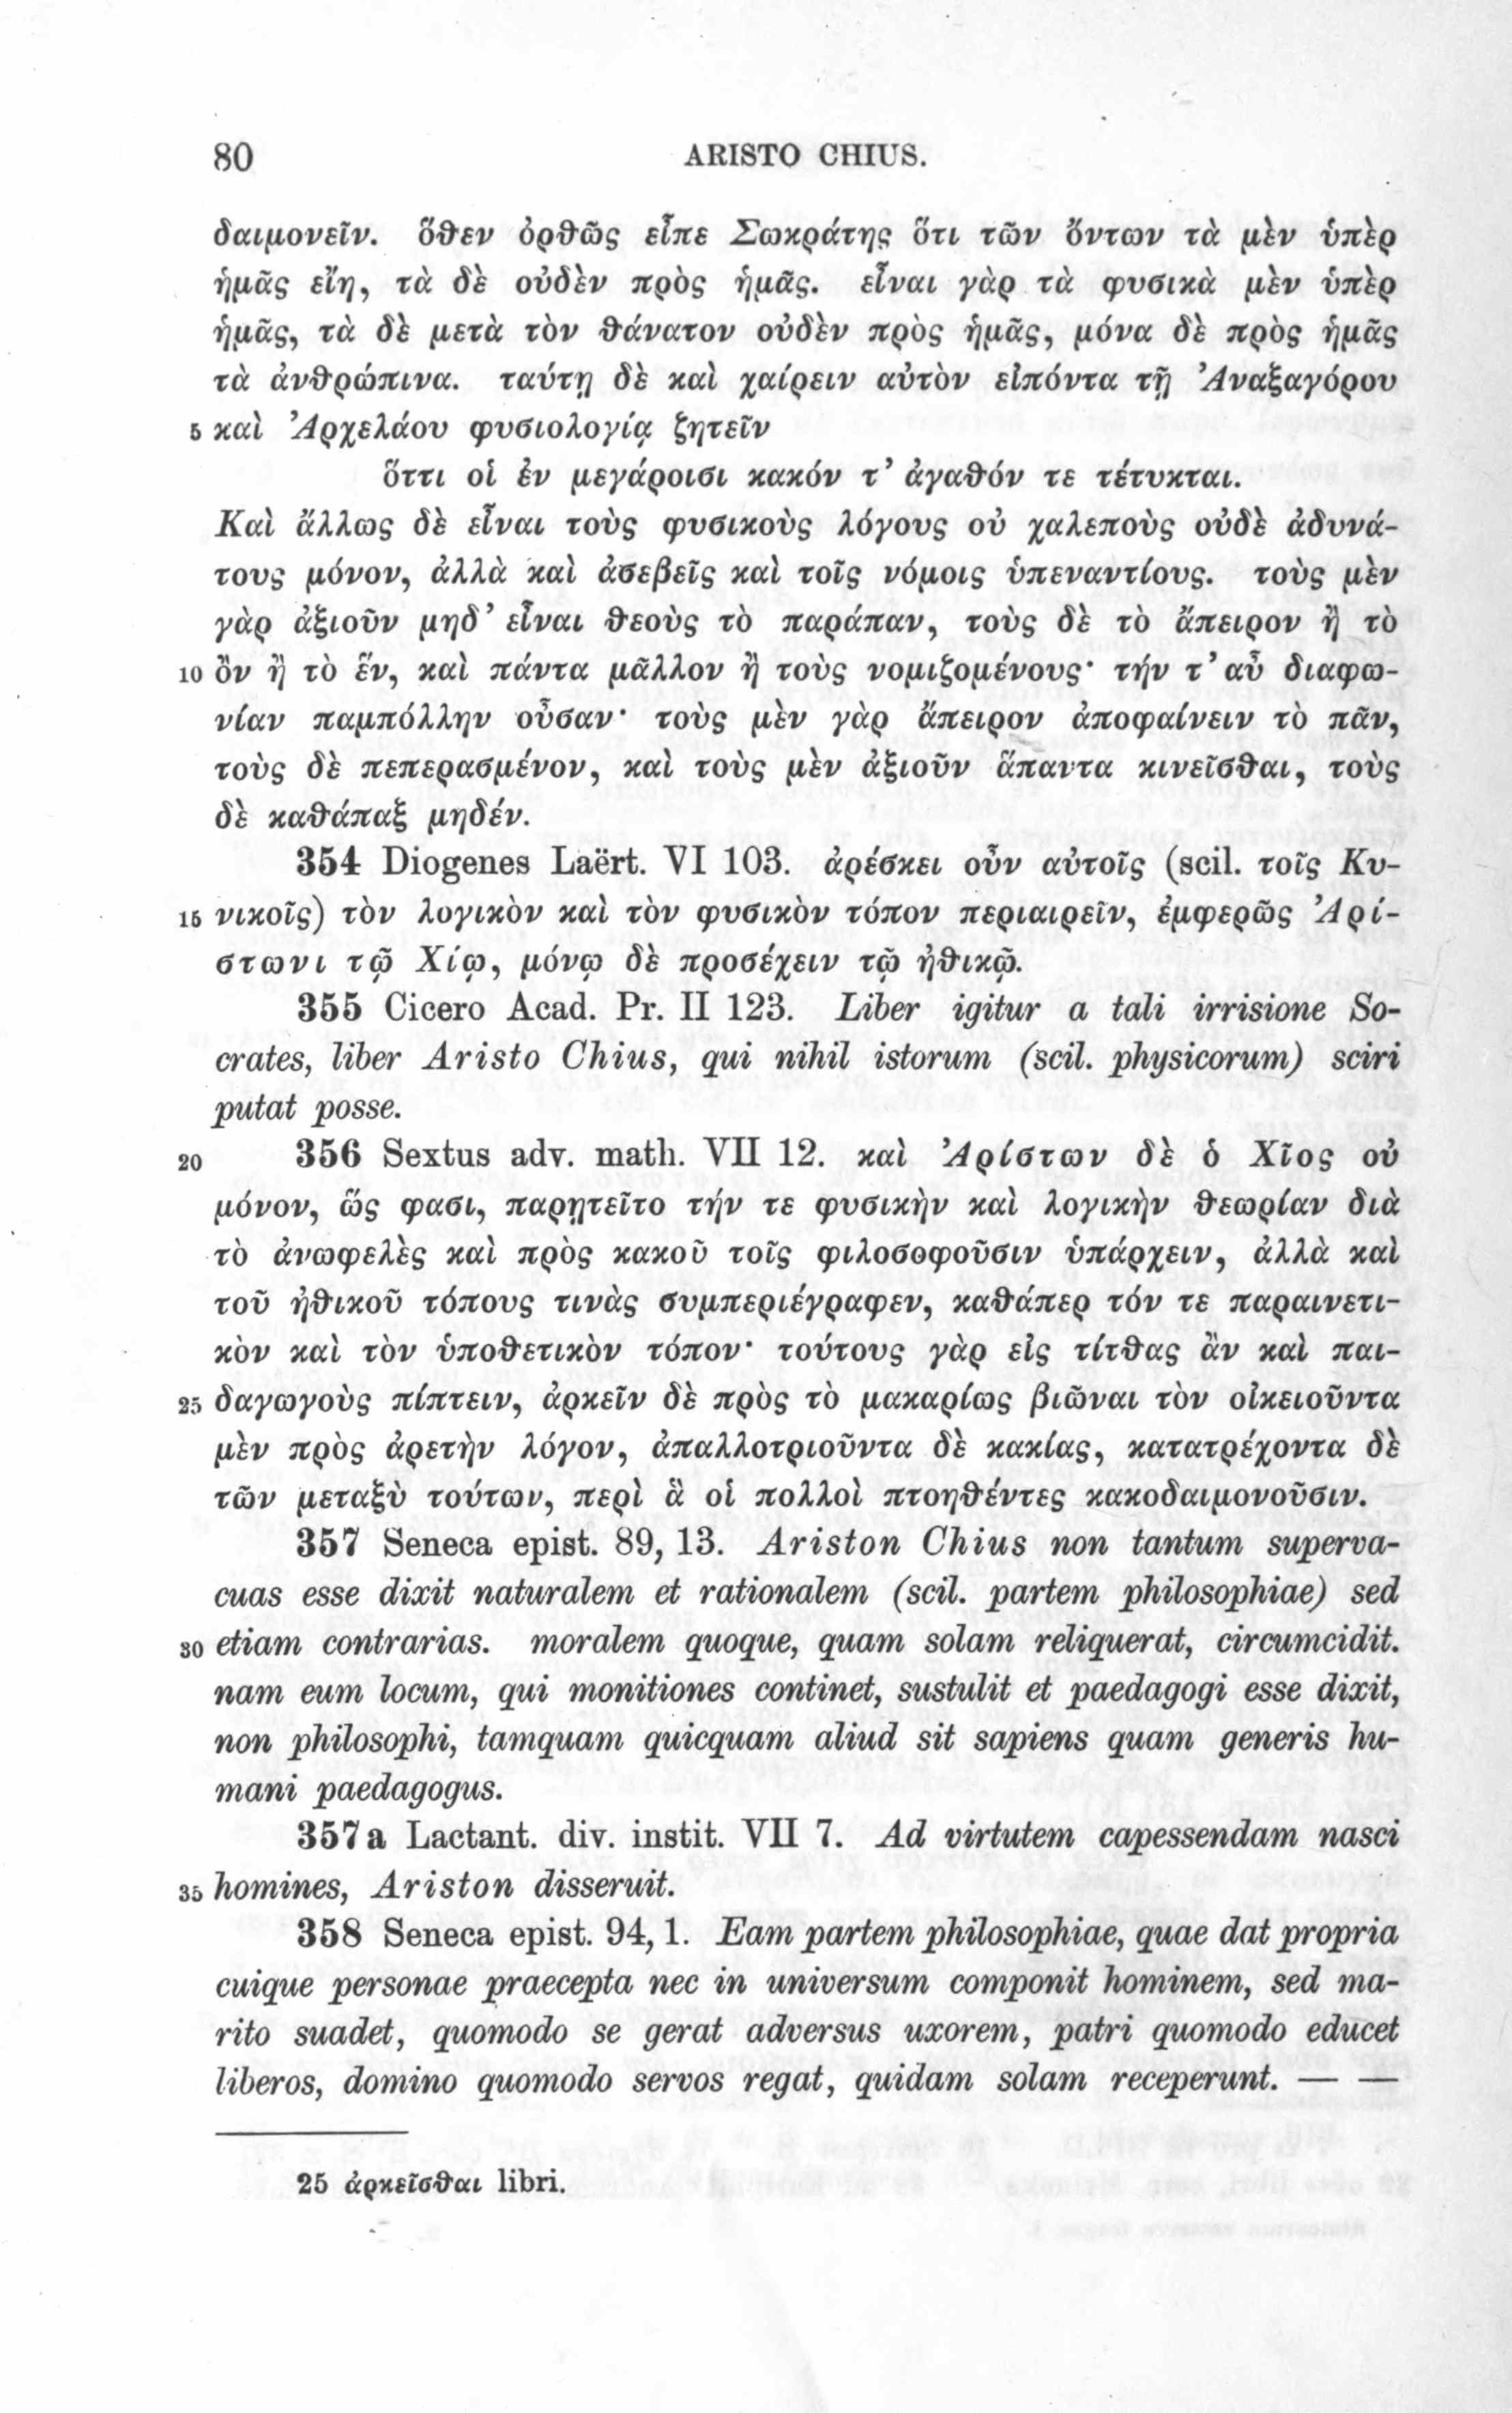 80 ARISTO CHIUS.
δαιμονεῖν. ὅθεν ὀρθῶς εἶπε Σωκράτης ὅτι τῶν ὄντων τὰ μὲν ὑπὲρ
ἡμᾶς εἴη, τὰ δὲ οὐδὲν πρὸς ἡμᾶς. εἶναι γὰρ τὰ φυσικὰ μὲν ὑπὲρ
ἡμᾶς, τὰ δὲ μετὰ τὸν θάνατον οὐδὲν πρὸς ἡμᾶς, μόνα δὲ πρὸς ἡμᾶς
τὰ ἀνθρώπινα. ταύτῃ δὲ καὶ χαίρειν αὐτὸν εἰπόντα τῇ Ἀναξαγόρου
5 καὶ Ἀρχελάου φυσιολογίᾳ ζητεῖν
ὅττι οἱ ἐν μεγάροισι κακόν τ’ ἀγαθόν τε τέτυκται.
Καὶ ἄλλως δὲ εἶναι τοὺς φυσικοὺς λόγους οὐ χαλεποὺς οὐδὲ ἀδυνά-
τους μόνον, ἀλλὰ καὶ ἀσεβεῖς καὶ τοῖς νόμοις ὑπεναντίους. τοὺς μὲν
γὰρ ἀξιοῦν μηδ’ εἶναι θεοὺς τὸ παράπαν, τοὺς δὲ τὸ ἄπειρον ἢ τὸ
10 ὂν ἢ τὸ ἕν, καὶ πάντα μᾶλλον ἢ τοὺς νομιζομένους· τήν τ’ αὖ διαφω-
νίαν παμπόλλην οὖσαν· τοὺς μὲν γὰρ ἄπειρον ἀποφαίνειν τὸ πᾶν,
τοὺς δὲ πεπερασμένον, καὶ τοὺς μὲν ἀξιοῦν ἅπαντα κινεῖσθαι, τοὺς
δὲ καθάπαξ μηδέν.
354 Diogenes Laërt. VI 103. ἀρέσκει οὖν αὐτοῖς (scil. τοῖς Κυ-
15 νικοῖς) τὸν λογικὸν καὶ τὸν φυσικὸν τόπον περιαιρεῖν, ἐμφερῶς Ἀρί-
στωνι τῷ Χίῳ, μόνῳ δὲ προσέχειν τῷ ἠθικῷ.
355 Cicero Acad. Pr. II 123. Liber igitur a tali irrisione So-
crates, liber Aristo Chius, qui nihil istorum (scil. physicorum) sciri
putat posse.
20 356 Sextus adv. math. VII 12. καὶ Ἀρίστων δὲ ὁ Χῖος οὐ
μόνον, ὥς φασι, παρῃτεῖτο τήν τε φυσικὴν καὶ λογικὴν θεωρίαν διὰ
τὸ ἀνωφελὲς καὶ πρὸς κακοῦ τοῖς φιλοσοφοῦσιν ὑπάρχειν, ἀλλὰ καὶ
τοῦ ἠθικοῦ τόπους τινὰς συμπεριέγραφεν, καθάπερ τόν τε παραινετι-
κὸν καὶ τὸν ὑποθετικὸν τόπον· τούτους γὰρ εἰς τίτθας ἂν καὶ παι-
25 δαγωγοὺς πίπτειν, ἀρκεῖν δὲ πρὸς τὸ μακαρίως βιῶναι τὸν οἰκειοῦντα
μὲν πρὸς ἀρετὴν λόγον, ἀπαλλοτριοῦντα δὲ κακίας, κατατρέχοντα δὲ
τῶν μεταξὺ τούτων, περὶ ἃ οἱ πολλοὶ πτοηθέντες κακοδαιμονοῦσιν.
357 Seneca epist. 89, 13. Ariston Chius non tantum superva-
cuas esse dixit naturalem et rationalem (scil. partem philosophiae) sed
30 etiam contrarias. moralem quoque, quam solam reliquerat, circumcidit.
nam eum locum, qui monitiones continet, sustulit et paedagogi esse dixit,
non philosophi, tamquam quicquam aliud sit sapiens quam generis hu-
mani paedagogus.
357a Lactant. div. instit. VII 7. Ad virtutem capessendam nasci
35 homines, Ariston disseruit.
358 Seneca epist. 94, 1. Eam partem philosophiae, quae dat propria
cuique personae praecepta nec in universum componit hominem, sed ma-
rito suadet, quomodo se gerat adversus uxorem, patri quomodo educet
liberos, domino quomodo servos regat, quidam solam receperunt. — —
25 ἀρκεῖσθαι libri.